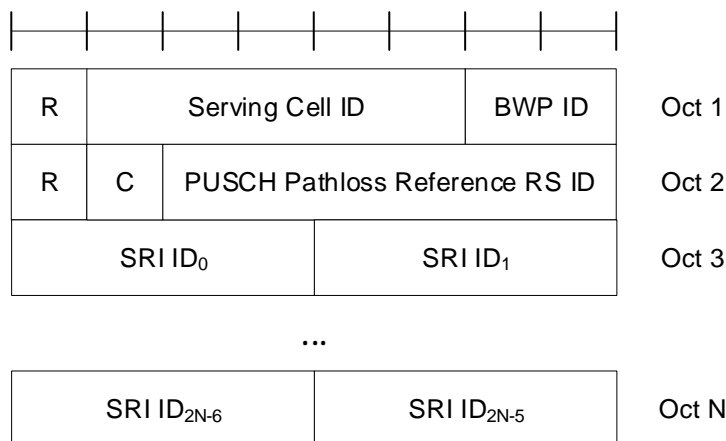 R Serving Cell ID BWP ID Oct 1
R C PUSCH Pathloss Reference RS ID Oct 2
SRI ID₀ SRI ID₁ Oct 3
...
SRI ID₂N-₆ SRI ID₂N-₅ Oct N